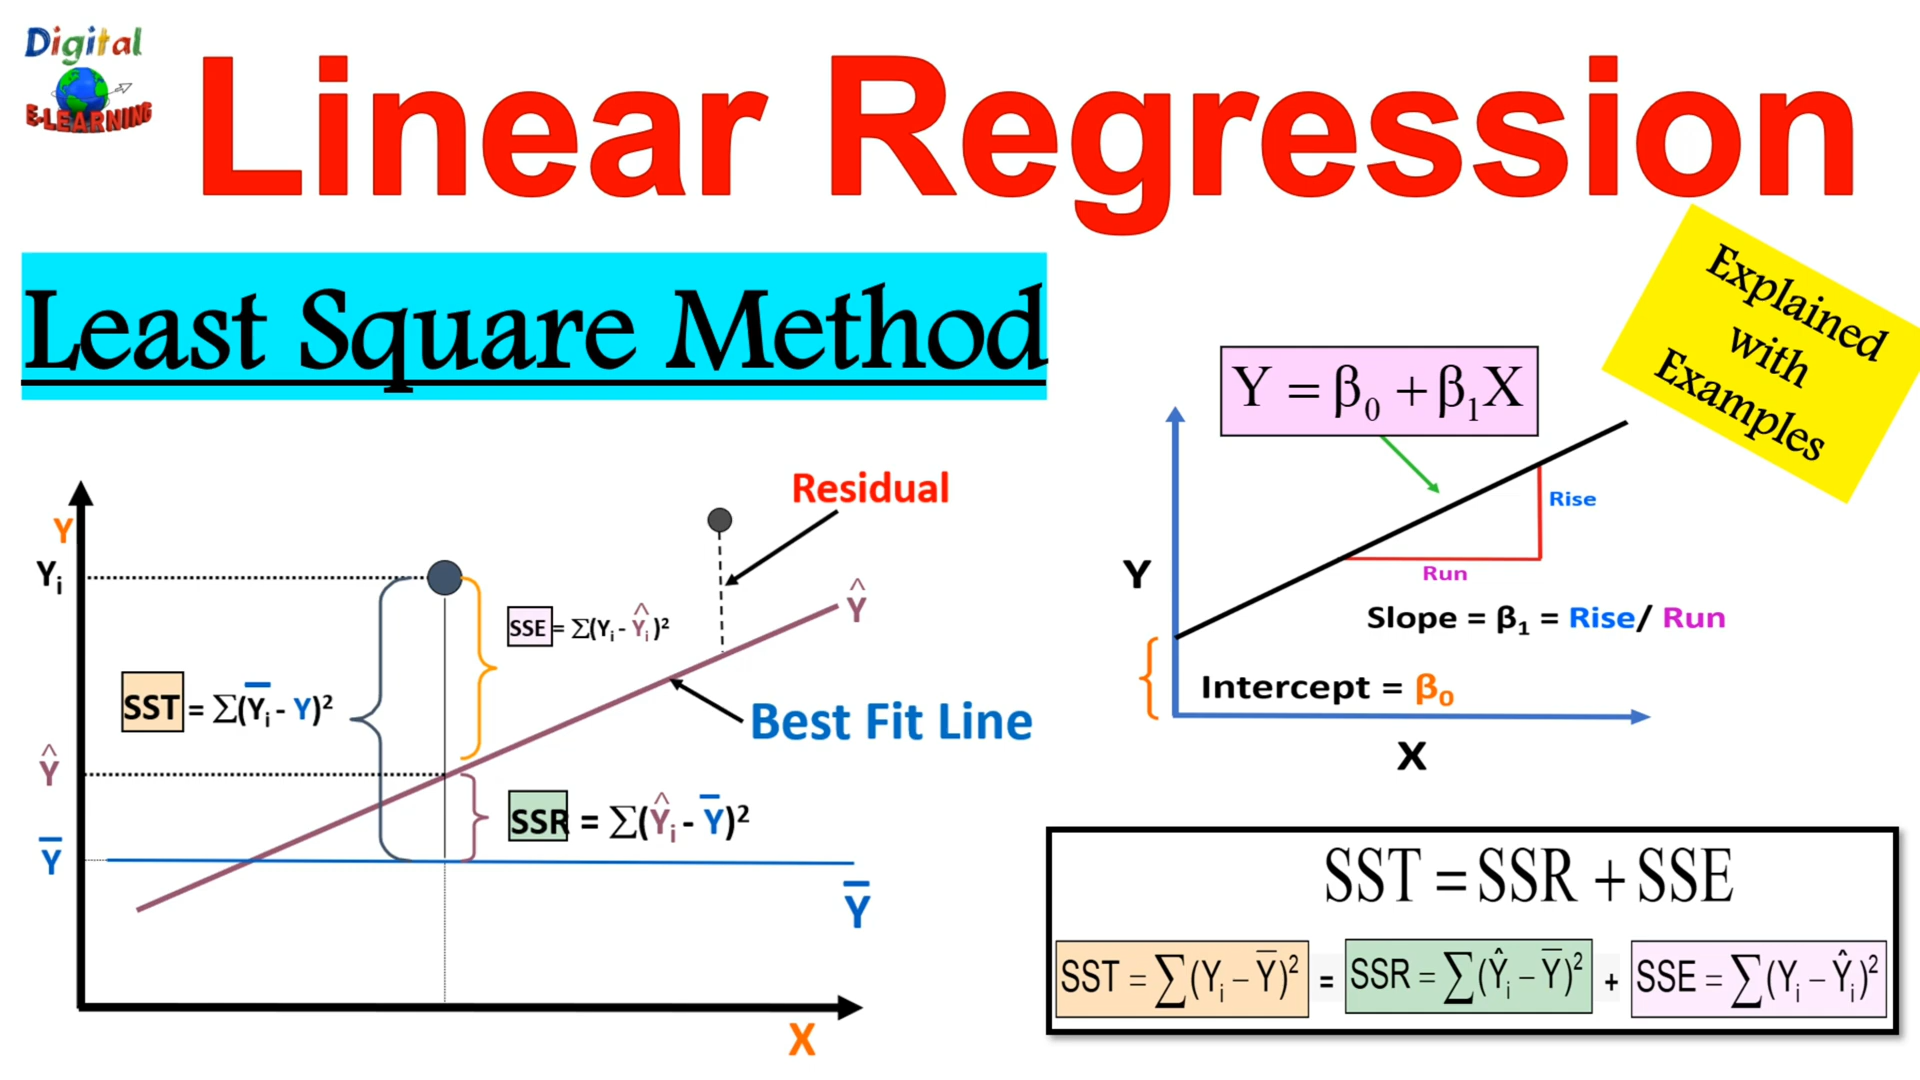 Digital
E-LEARNING
Linear Regression
Least Square Method
Explained
with
Examples
Y = β₀ + β₁X
Residual
Y
Yᵢ
SSE = ∑(Yᵢ - Ŷᵢ)²
Ŷ
SST = ∑(Y̅ᵢ - Y)²
Best Fit Line
Ŷ
SSR = ∑(Ŷᵢ - Y̅)²
Y̅
Y̅
X
Rise
Run
Y
Slope = β₁ = Rise/ Run
Intercept = β₀
X
SST = SSR + SSE
SST = ∑(Yᵢ − Y̅)² = SSR = ∑(Ŷᵢ − Y̅)² + SSE = ∑(Yᵢ − Ŷᵢ)²